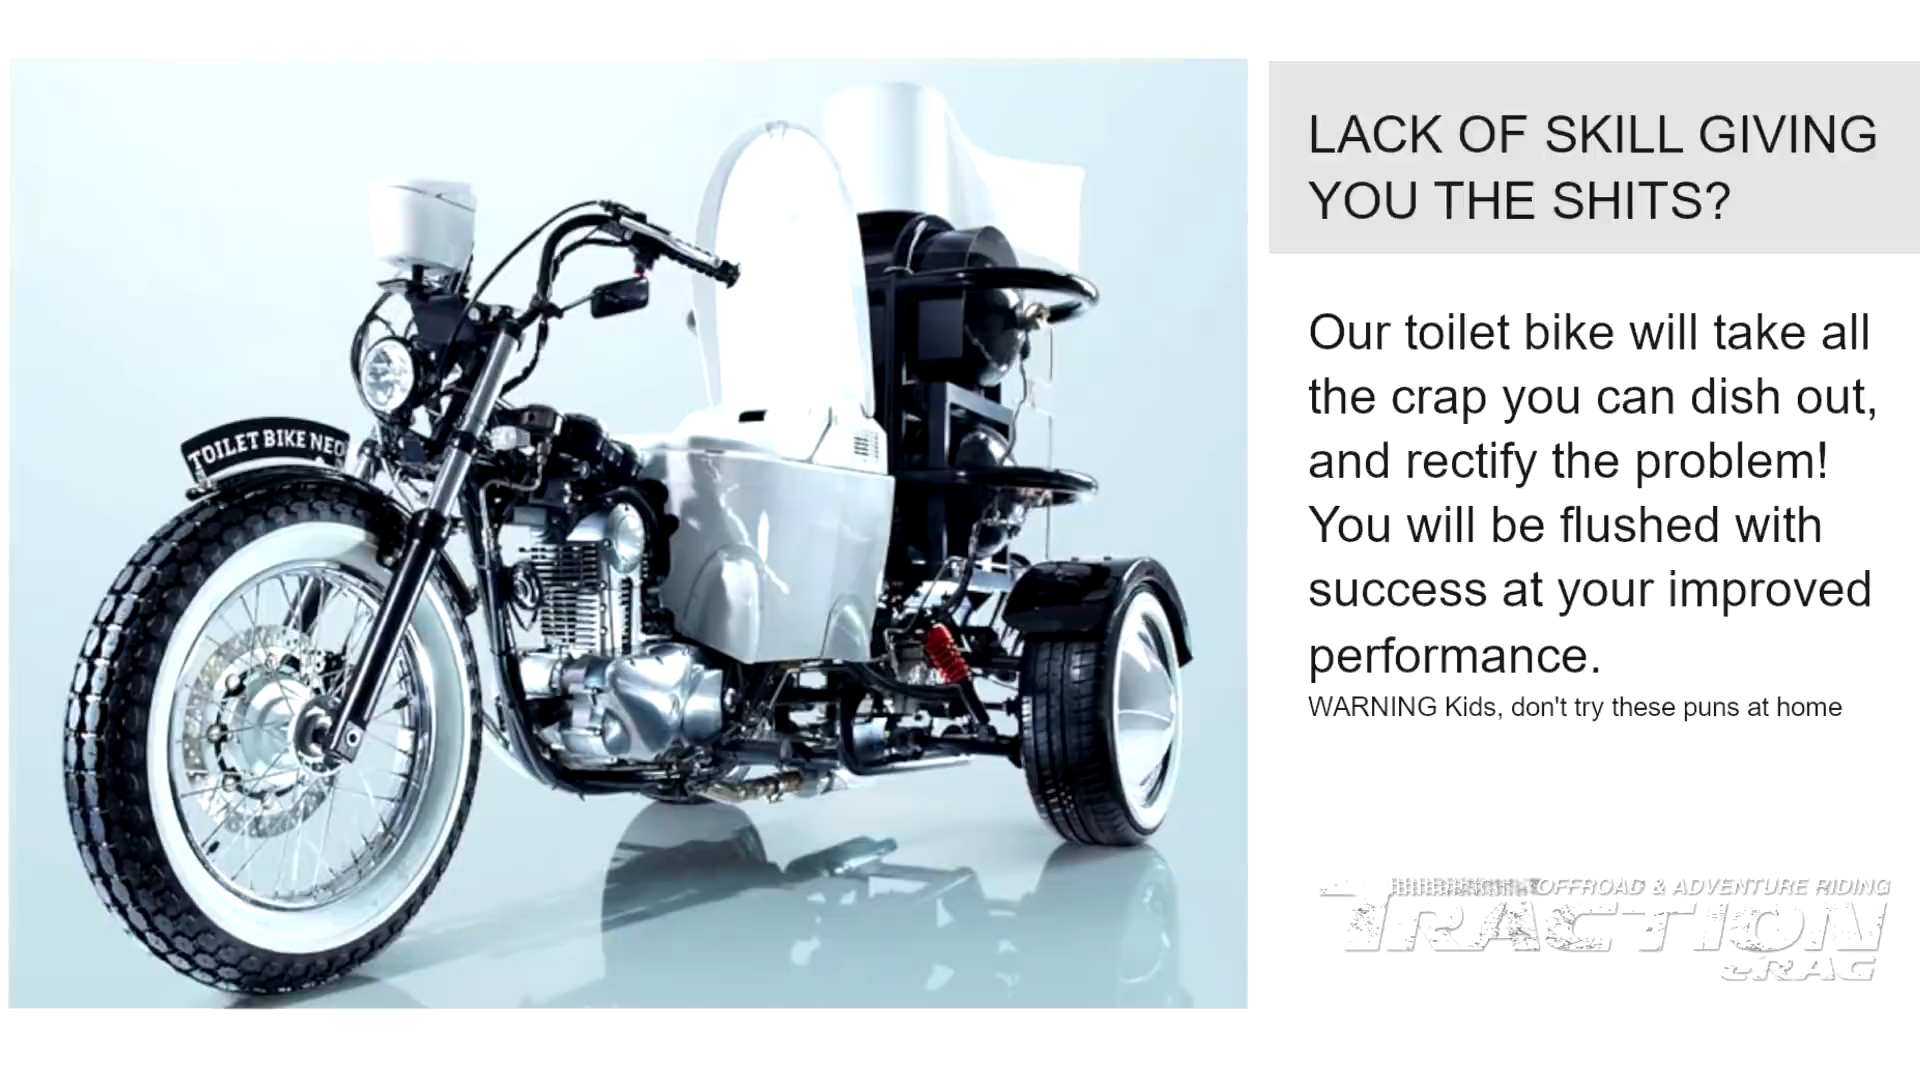 TOILET BIKE NEO
LACK OF SKILL GIVING
YOU THE SHITS?
Our toilet bike will take all
the crap you can dish out,
and rectify the problem!
You will be flushed with
success at your improved
performance.
WARNING Kids, don't try these puns at home
OFFROAD & ADVENTURE RIDING
TRACTION
eRAG